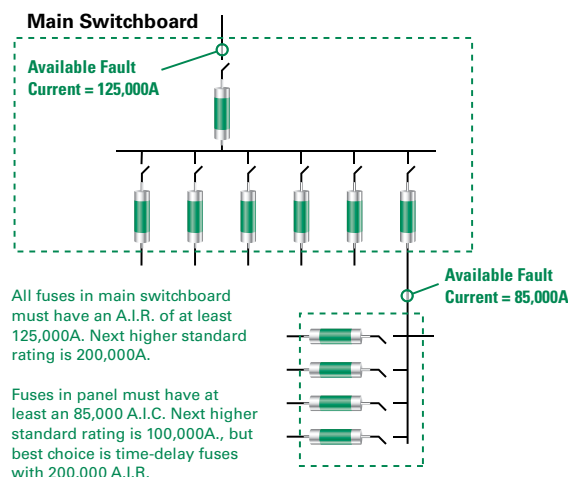 Main Switchboard
Available Fault
Current = 125,000A
Available Fault
Current = 85,000A
All fuses in main switchboard
must have an A.I.R. of at least
125,000A. Next higher standard
rating is 200,000A.
Fuses in panel must have at
least an 85,000 A.I.C. Next higher
standard rating is 100,000A., but
best choice is time-delay fuses
with 200,000 A.I.R.